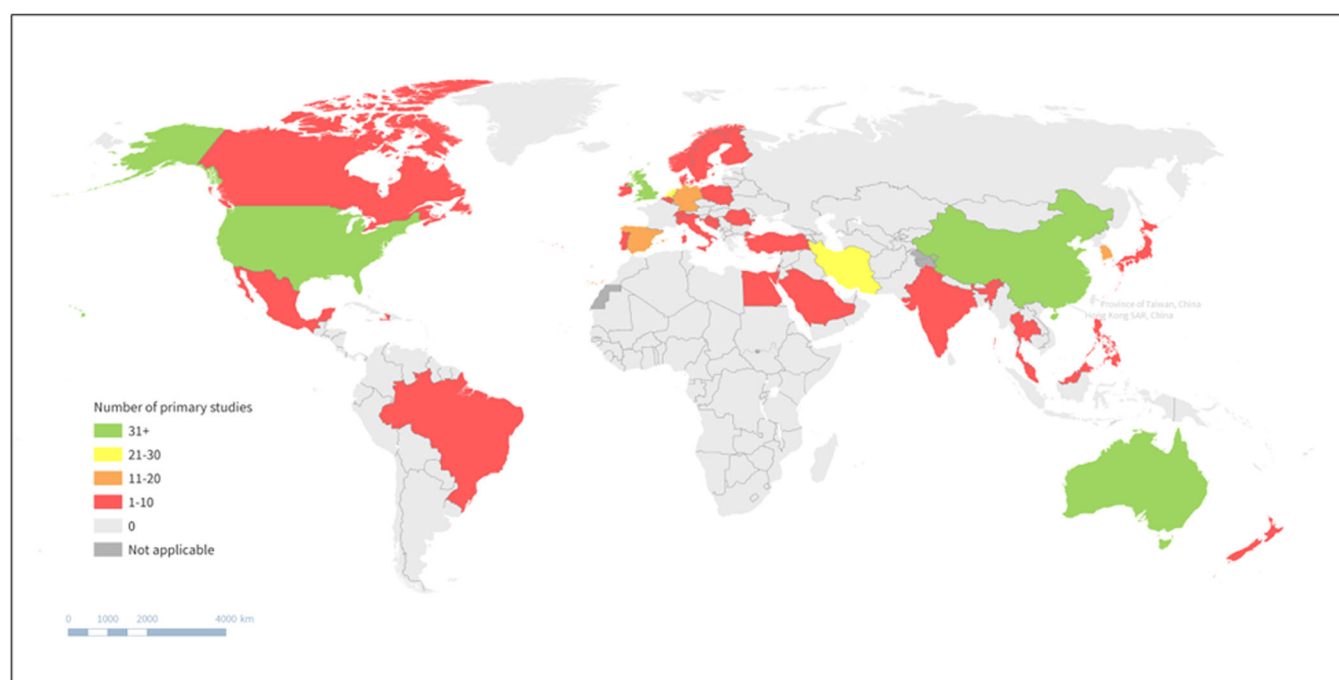 Province of Taiwan, China
Hong Kong SAR, China
Number of primary studies
31+
21-30
11-20
1-10
0
Not applicable
0 1000 2000 4000 km